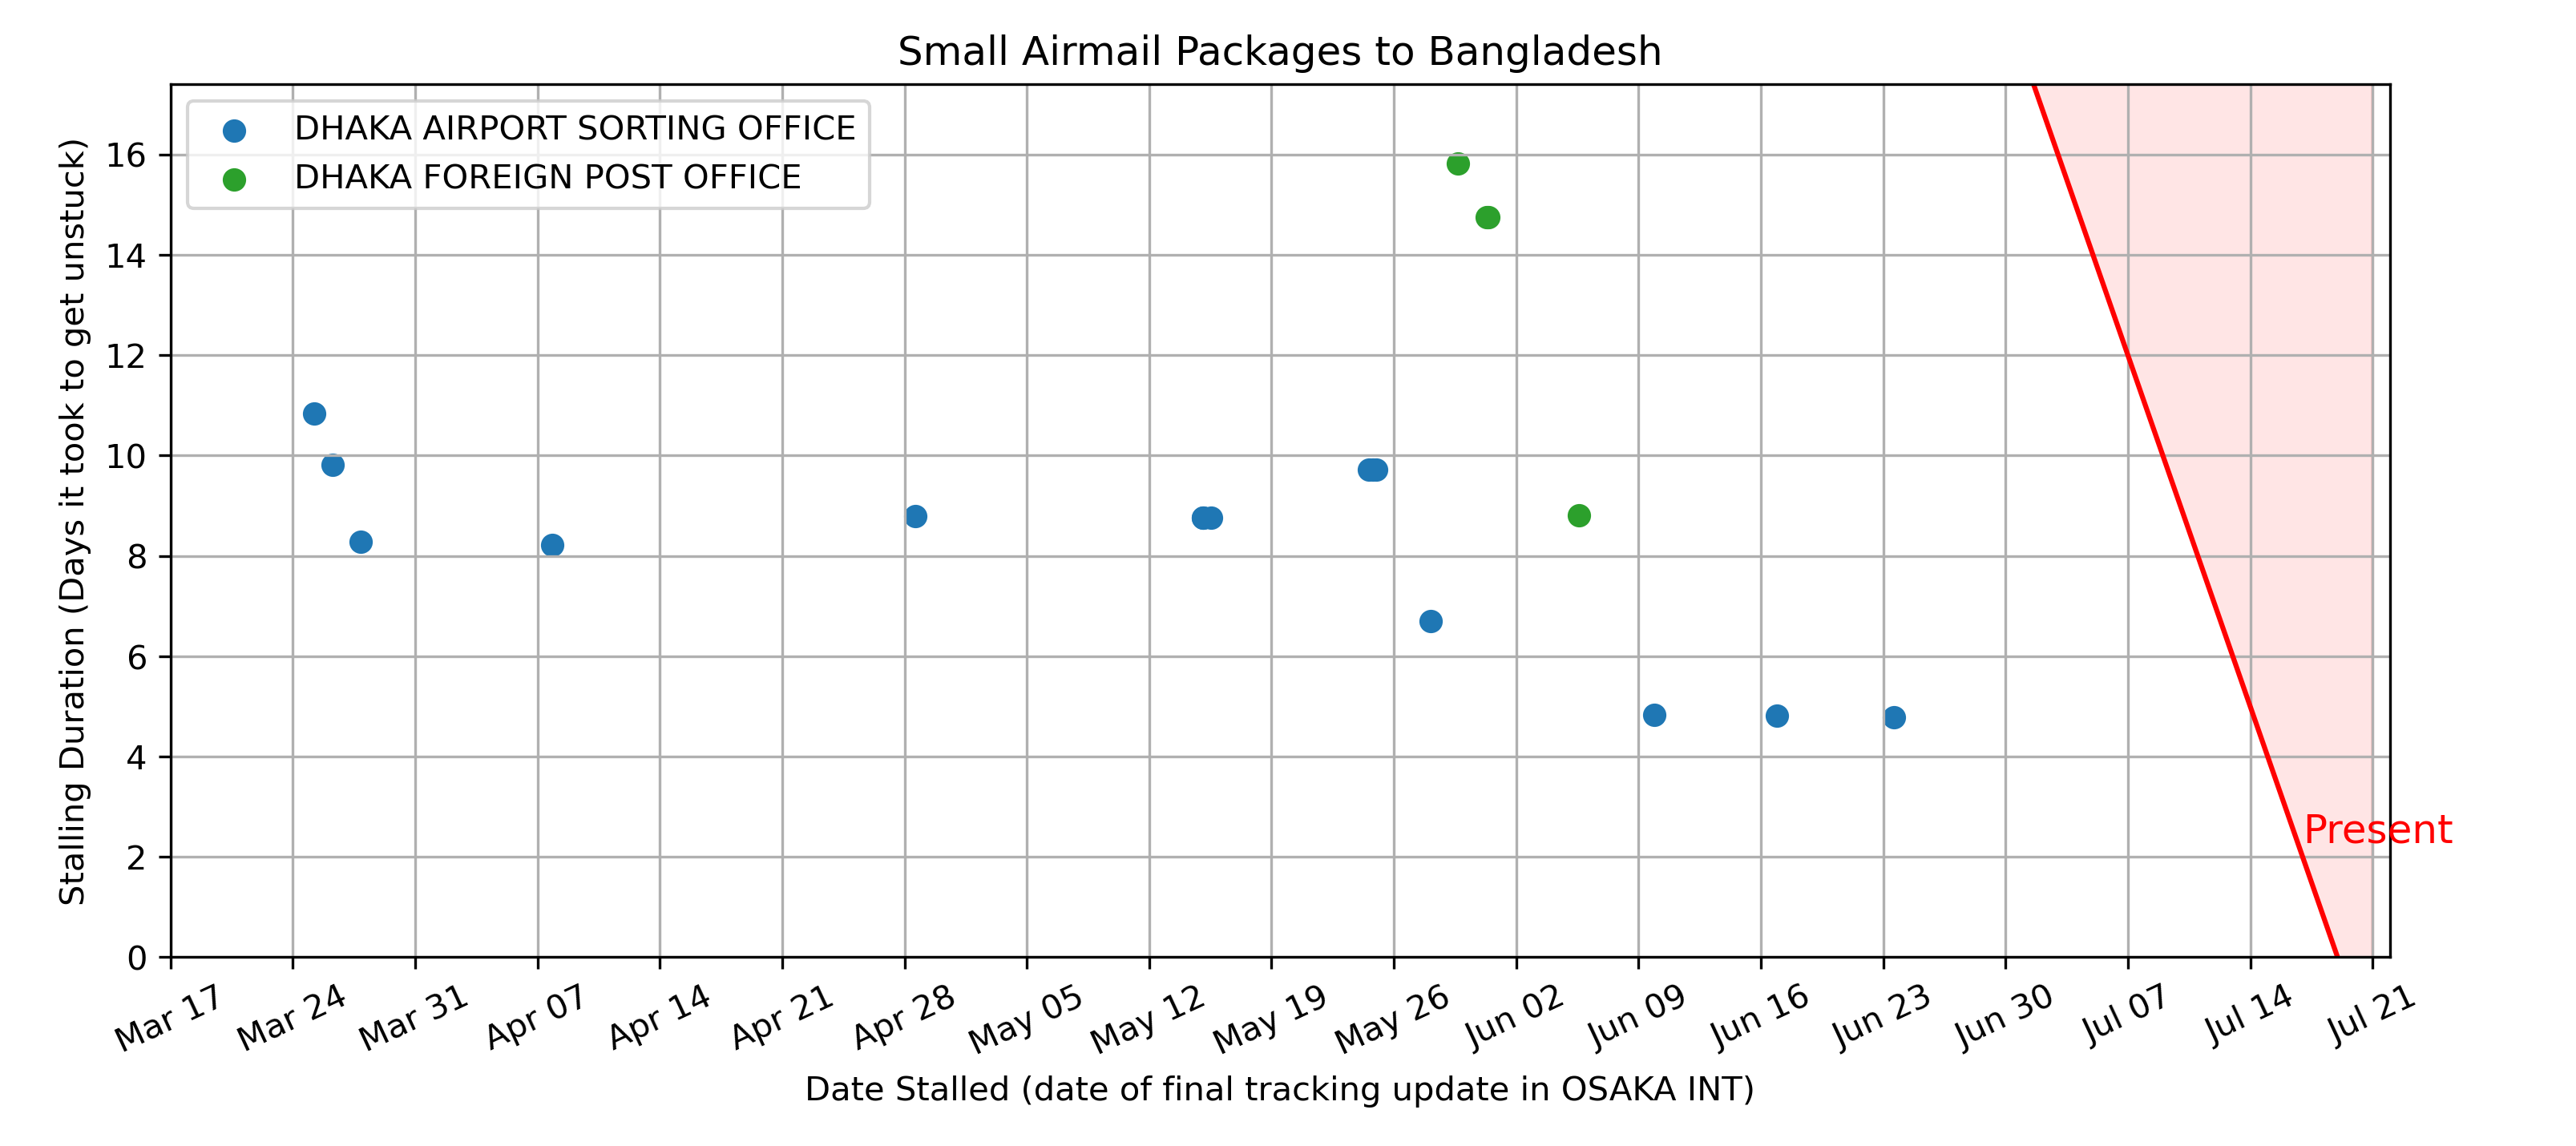 Small Airmail Packages to Bangladesh
DHAKA AIRPORT SORTING OFFICE
DHAKA FOREIGN POST OFFICE
Stalling Duration (Days it took to get unstuck)
16
14
12
10
8
6
4
2
0
Present
Mar 17 Mar 24 Mar 31 Apr 07 Apr 14 Apr 21 Apr 28 May 05 May 12 May 19 May 26 Jun 02 Jun 09 Jun 16 Jun 23 Jun 30 Jul 07 Jul 14 Jul 21
Date Stalled (date of final tracking update in OSAKA INT)